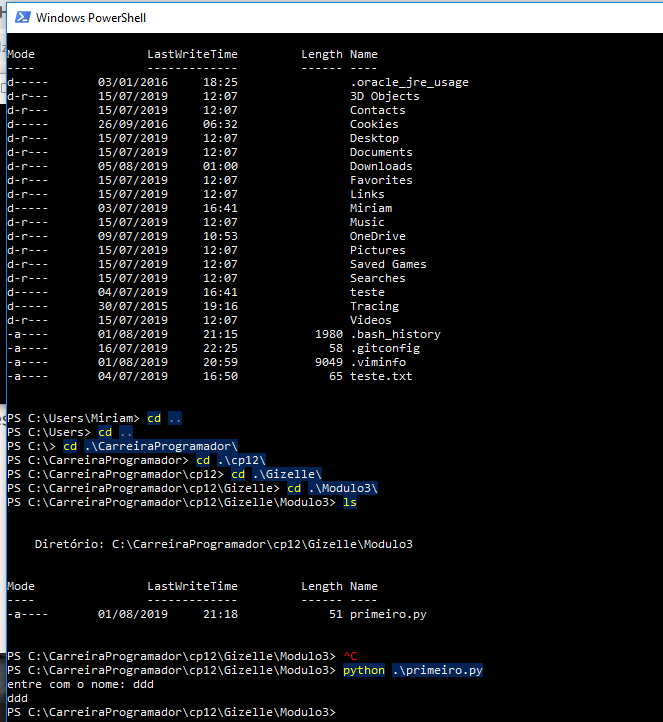 Windows PowerShell
Mode LastWriteTime Length Name
---- ------------- ------ ----
d----- 03/01/2016 18:25 .oracle_jre_usage
d-r--- 15/07/2019 12:07 3D Objects
d-r--- 15/07/2019 12:07 Contacts
d----- 26/09/2016 06:32 Cookies
d-r--- 15/07/2019 12:07 Desktop
d-r--- 15/07/2019 12:07 Documents
d-r--- 05/08/2019 01:00 Downloads
d-r--- 15/07/2019 12:07 Favorites
d-r--- 15/07/2019 12:07 Links
d----- 03/07/2019 16:41 Miriam
d-r--- 15/07/2019 12:07 Music
d-r--- 09/07/2019 10:53 OneDrive
d-r--- 15/07/2019 12:07 Pictures
d-r--- 15/07/2019 12:07 Saved Games
d-r--- 15/07/2019 12:07 Searches
d----- 04/07/2019 16:41 teste
d----- 30/07/2015 19:16 Tracing
d-r--- 15/07/2019 12:07 Videos
-a---- 01/08/2019 21:15 1980 .bash_history
-a---- 16/07/2019 22:25 58 .gitconfig
-a---- 01/08/2019 20:59 9049 .viminfo
-a---- 04/07/2019 16:50 65 teste.txt
PS C:\Users\Miriam> cd ..
PS C:\Users> cd ..
PS C:\> cd .\CarreiraProgramador\
PS C:\CarreiraProgramador> cd .\cp12\
PS C:\CarreiraProgramador\cp12> cd .\Gizelle\
PS C:\CarreiraProgramador\cp12\Gizelle> cd .\Modulo3\
PS C:\CarreiraProgramador\cp12\Gizelle\Modulo3> ls
Diretório: C:\CarreiraProgramador\cp12\Gizelle\Modulo3
Mode LastWriteTime Length Name
---- ------------- ------ ----
-a---- 01/08/2019 21:18 51 primeiro.py
PS C:\CarreiraProgramador\cp12\Gizelle\Modulo3> ^C
PS C:\CarreiraProgramador\cp12\Gizelle\Modulo3> python .\primeiro.py
entre com o nome: ddd
ddd
PS C:\CarreiraProgramador\cp12\Gizelle\Modulo3>